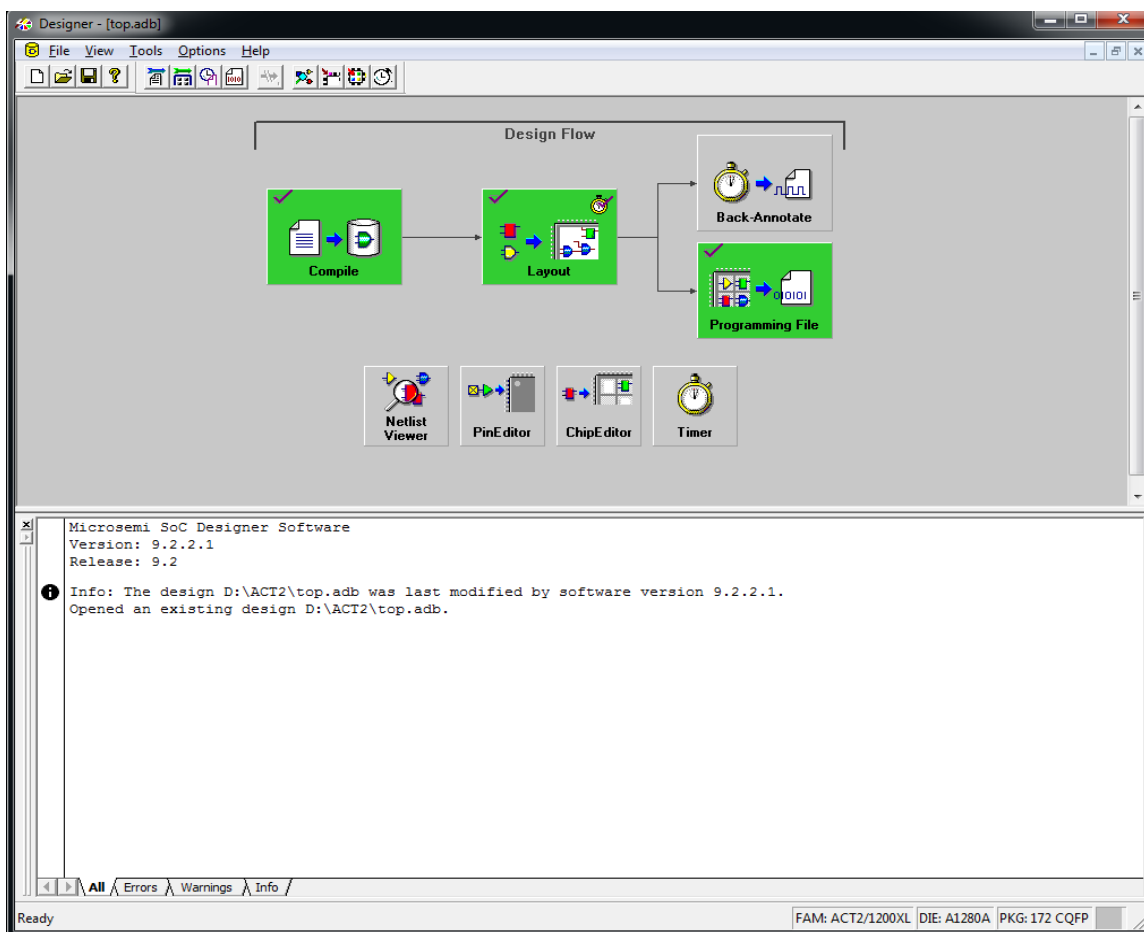 Designer - [top.adb]
File View Tools Options Help
Design Flow
Compile
Layout
Back-Annotate
010101
Programming File
Netlist
Viewer
PinEditor
ChipEditor
Timer
Microsemi SoC Designer Software
Version: 9.2.2.1
Release: 9.2
Info: The design D:\ACT2\top.adb was last modified by software version 9.2.2.1.
Opened an existing design D:\ACT2\top.adb.
All Errors Warnings Info
Ready FAM: ACT2/1200XL DIE: A1280A PKG: 172 CQFP